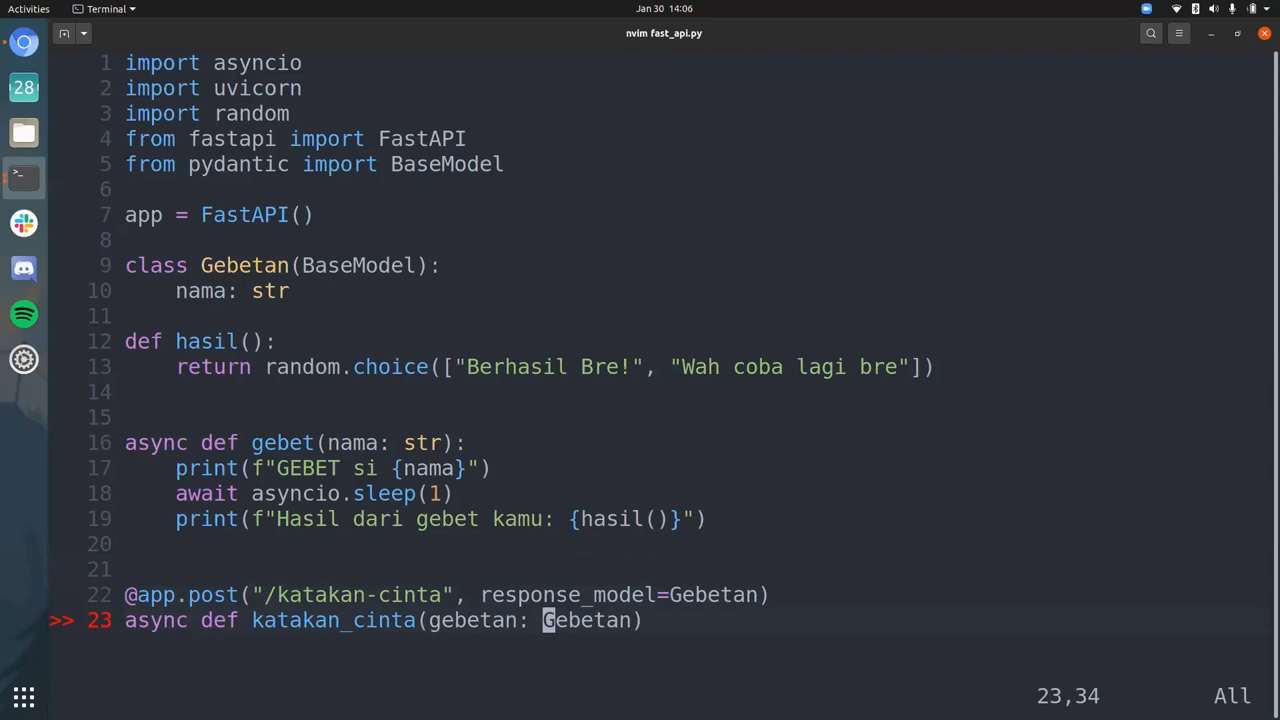 Activities
Terminal
Jan 30 14:06
nvim fast_api.py
28
1 import asyncio
2 import uvicorn
3 import random
4 from fastapi import FastAPI
5 from pydantic import BaseModel
6
7 app = FastAPI()
8
9 class Gebetan(BaseModel):
10     nama: str
11
12 def hasil():
13     return random.choice(["Berhasil Bre!", "Wah coba lagi bre"])
14
15
16 async def gebet(nama: str):
17     print(f"GEBET si {nama}")
18     await asyncio.sleep(1)
19     print(f"Hasil dari gebet kamu: {hasil()}")
20
21
22 @app.post("/katakan-cinta", response_model=Gebetan)
>> 23 async def katakan_cinta(gebetan: Gebetan)
23,34 All